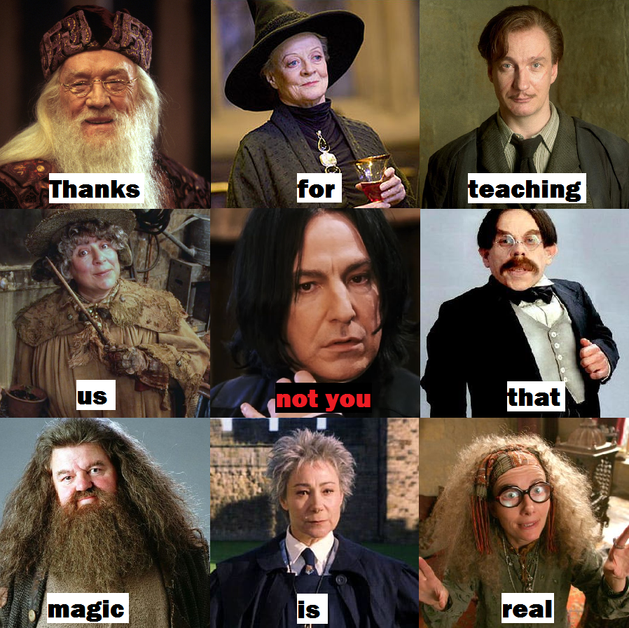 Thanks for teaching
us not you that
magic is real